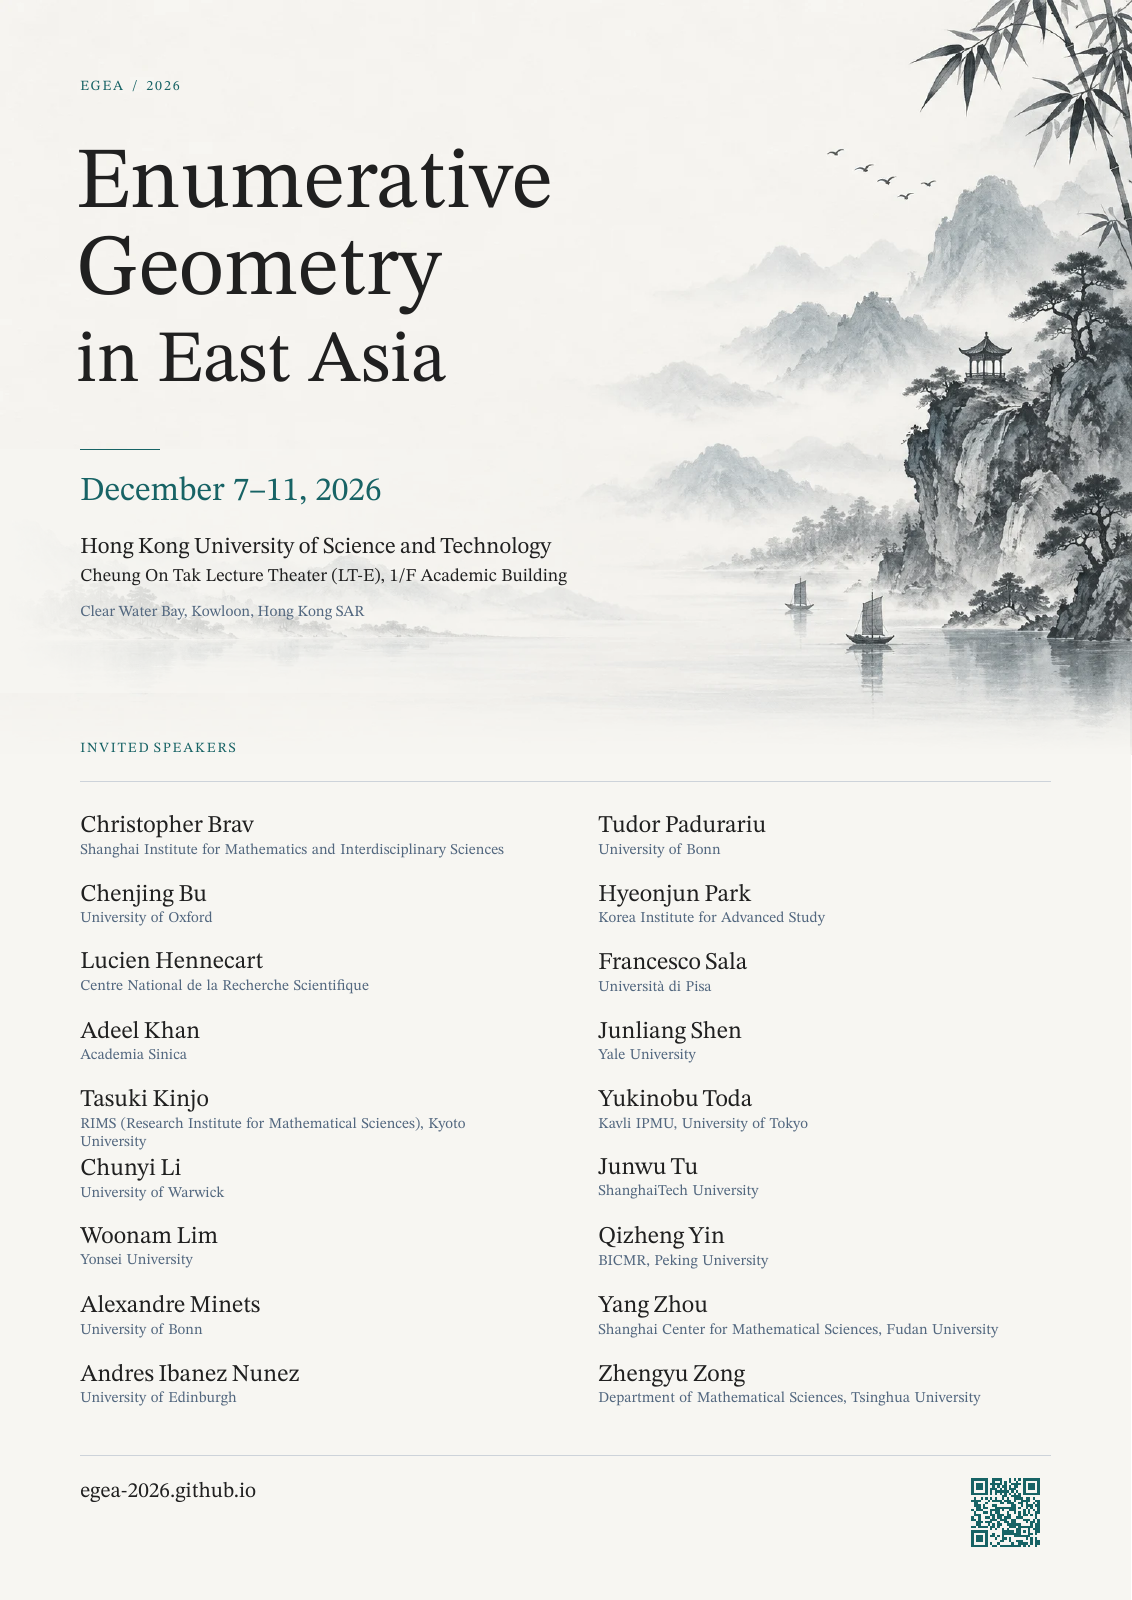 EGEA / 2026
Enumerative
Geometry
in East Asia
December 7–11, 2026
Hong Kong University of Science and Technology
Cheung On Tak Lecture Theater (LT-E), 1/F Academic Building
Clear Water Bay, Kowloon, Hong Kong SAR
INVITED SPEAKERS
Christopher Brav
Shanghai Institute for Mathematics and Interdisciplinary Sciences
Chenjing Bu
University of Oxford
Lucien Hennecart
Centre National de la Recherche Scientifique
Adeel Khan
Academia Sinica
Tasuki Kinjo
RIMS (Research Institute for Mathematical Sciences), Kyoto
University
Chunyi Li
University of Warwick
Woonam Lim
Yonsei University
Alexandre Minets
University of Bonn
Andres Ibanez Nunez
University of Edinburgh
Tudor Padurariu
University of Bonn
Hyeonjun Park
Korea Institute for Advanced Study
Francesco Sala
Università di Pisa
Junliang Shen
Yale University
Yukinobu Toda
Kavli IPMU, University of Tokyo
Junwu Tu
ShanghaiTech University
Qizheng Yin
BICMR, Peking University
Yang Zhou
Shanghai Center for Mathematical Sciences, Fudan University
Zhengyu Zong
Department of Mathematical Sciences, Tsinghua University
egea-2026.github.io